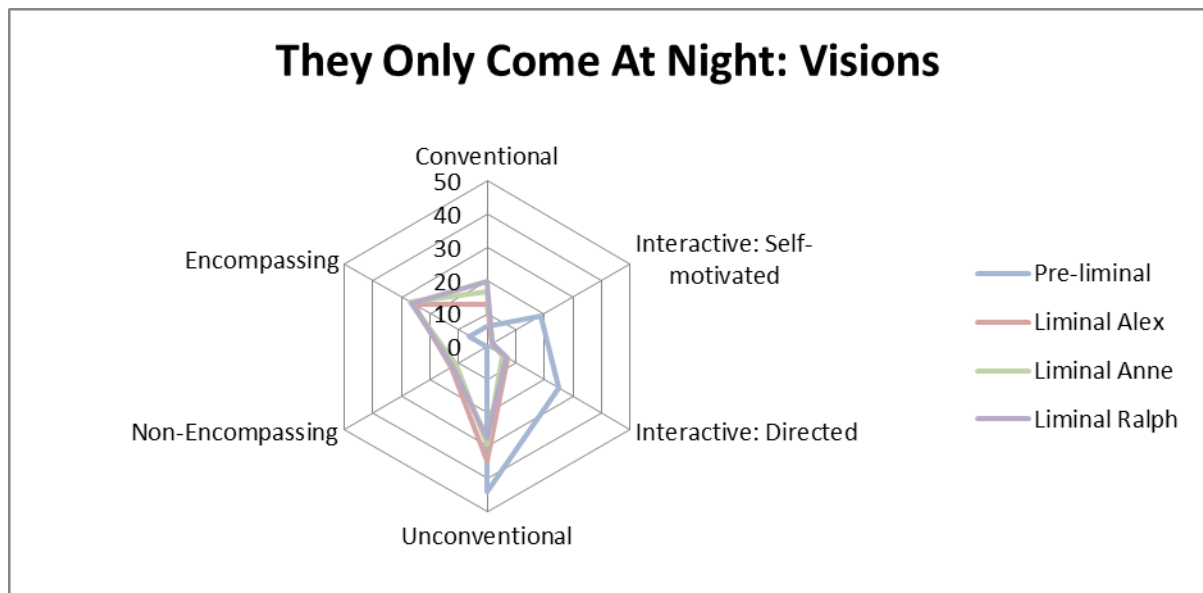 They Only Come At Night: Visions
Conventional
50
40
30
20
10
0
Interactive: Self-
motivated
Interactive: Directed
Unconventional
Non-Encompassing
Encompassing
Pre-liminal
Liminal Alex
Liminal Anne
Liminal Ralph